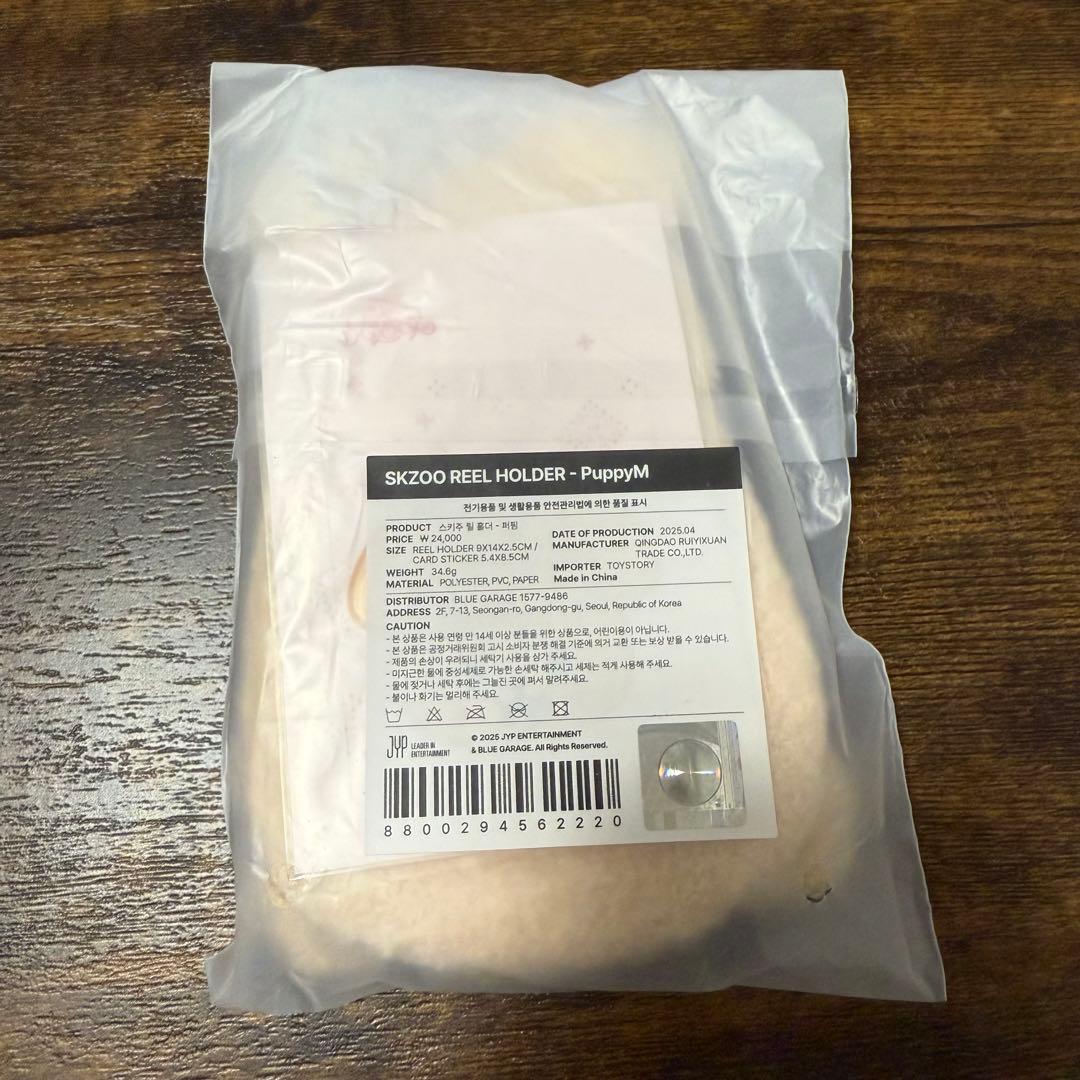 SKZOO REEL HOLDER - PuppyM
전기용품 및 생활용품 안전관리법에 의한 품질 표시
PRODUCT 스키주 릴 홀더 - 퍼핌
PRICE ₩ 24,000
SIZE REEL HOLDER 9X14X2.5CM /
CARD STICKER 5.4X8.5CM
WEIGHT 34.6g
MATERIAL POLYESTER, PVC, PAPER
DATE OF PRODUCTION 2025.04
MANUFACTURER QINGDAO RUIYIXUAN
TRADE CO.,LTD.
IMPORTER TOYSTORY
Made in China
DISTRIBUTOR BLUE GARAGE 1577-9486
ADDRESS 2F, 7-13, Seongan-ro, Gangdong-gu, Seoul, Republic of Korea
CAUTION
- 본 상품은 사용 연령 만 14세 이상 분들을 위한 상품으로, 어린이용이 아닙니다.
- 본 상품은 공정거래위원회 고시 소비자 분쟁 해결 기준에 의거 교환 또는 보상 받을 수 있습니다.
- 제품의 손상이 우려되니 세탁기 사용을 삼가 주세요.
- 미지근한 물에 중성세제로 가능한 손세탁 해주시고 세제는 적게 사용해 주세요.
- 물에 젖거나 세탁 후에는 그늘진 곳에 펴서 말려주세요.
- 불이나 화기는 멀리해 주세요.
JYP LEADER IN
ENTERTAINMENT
© 2025 JYP ENTERTAINMENT
& BLUE GARAGE. All Rights Reserved.
8800294562220